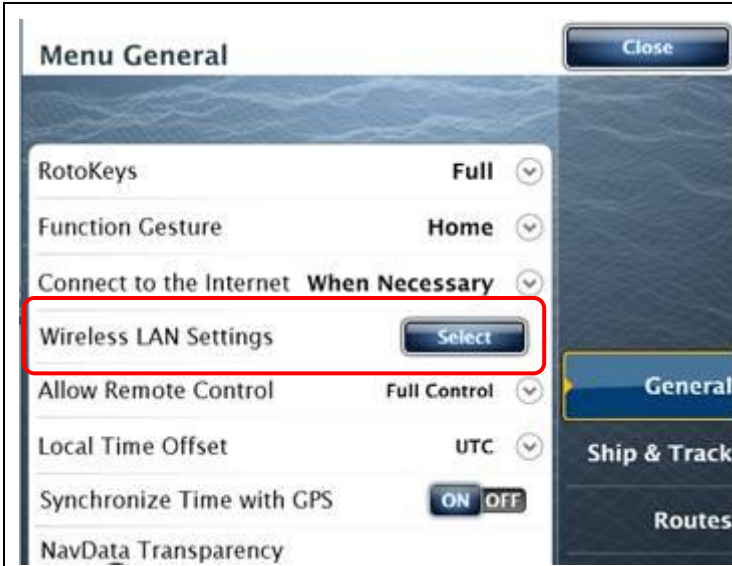 Menu General Close
RotoKeys Full
Function Gesture Home
Connect to the Internet When Necessary
Wireless LAN Settings Select
Allow Remote Control Full Control
Local Time Offset UTC
Synchronize Time with GPS ON OFF
NavData Transparency
General
Ship & Track
Routes